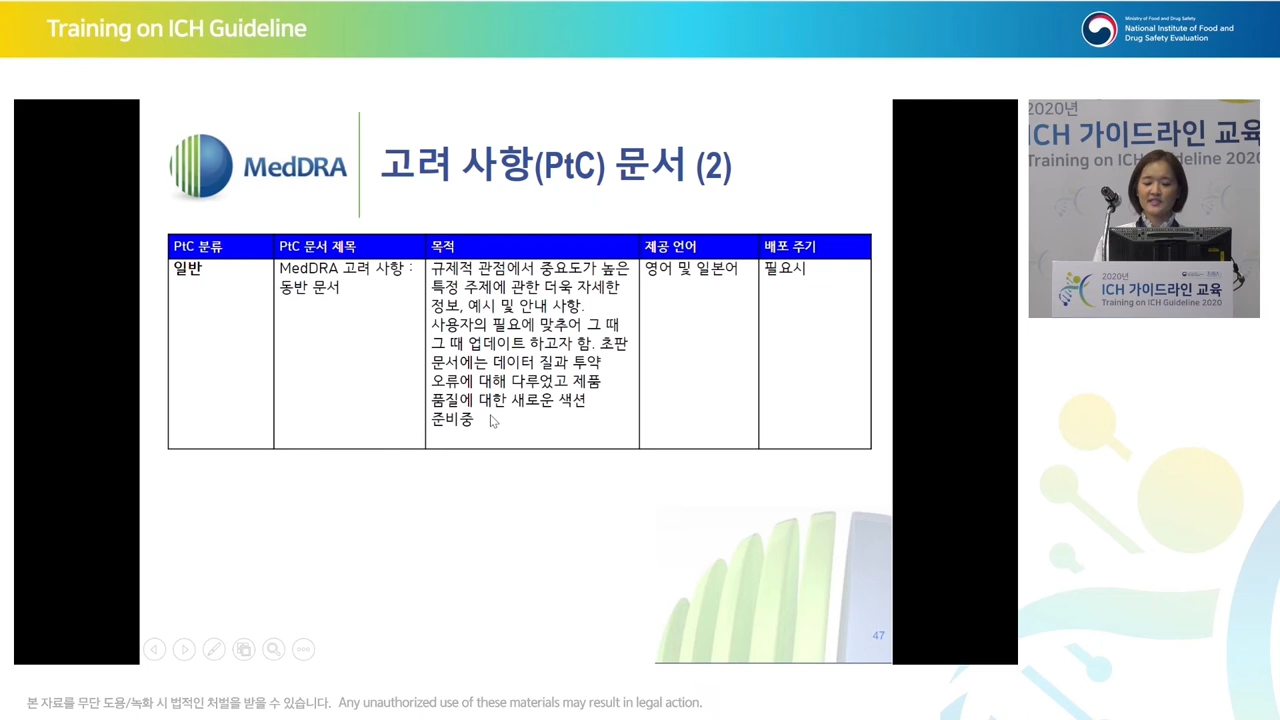 Training on ICH Guideline
Ministry of Food and Drug Safety
National Institute of Food and
Drug Safety Evaluation
MedDRA
고려 사항(PtC) 문서 (2)
PtC 분류
PtC 문서 제목
목적
제공 언어
배포 주기
일반
MedDRA 고려 사항 :
동반 문서
규제적 관점에서 중요도가 높은
특정 주제에 관한 더욱 자세한
정보, 예시 및 안내 사항.
사용자의 필요에 맞추어 그 때
그 때 업데이트 하고자 함. 초판
문서에는 데이터 질과 투약
오류에 대해 다루었고 제품
품질에 대한 새로운 색션
준비중
영어 및 일본어
필요시
47
2020년
ICH 가이드라인 교육
Training on ICH Guideline 2020
2020년
ICH 가이드라인 교육
Training on ICH Guideline 2020
본 자료를 무단 도용/녹화 시 법적인 처벌을 받을 수 있습니다. Any unauthorized use of these materials may result in legal action.